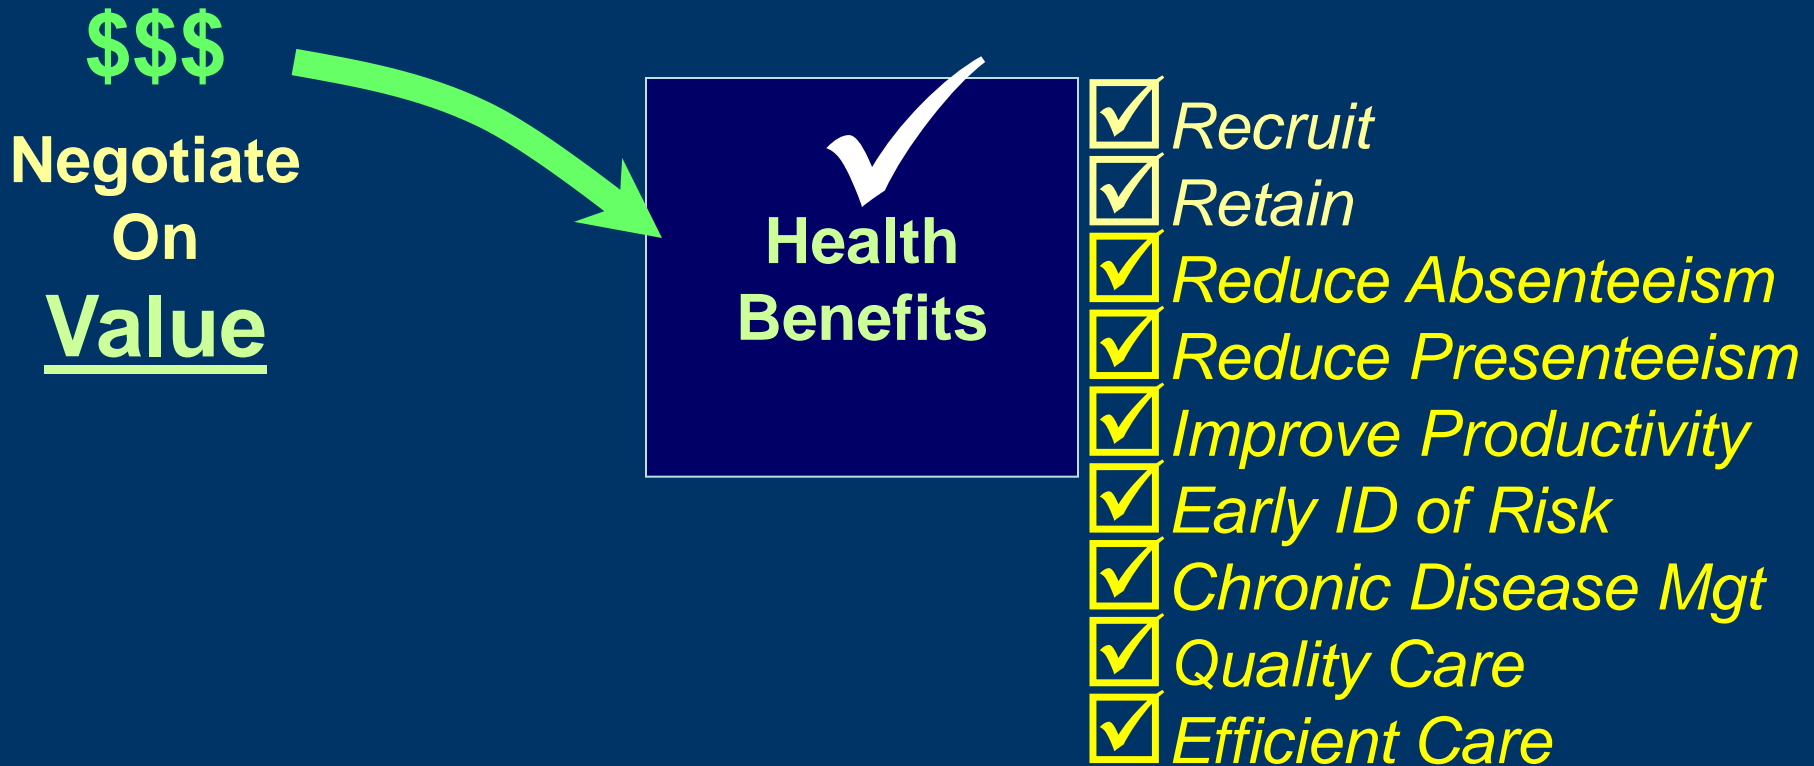 $$$
Negotiate
On
Value
Health
Benefits
Recruit
Retain
Reduce Absenteeism
Reduce Presenteeism
Improve Productivity
Early ID of Risk
Chronic Disease Mgt
Quality Care
Efficient Care